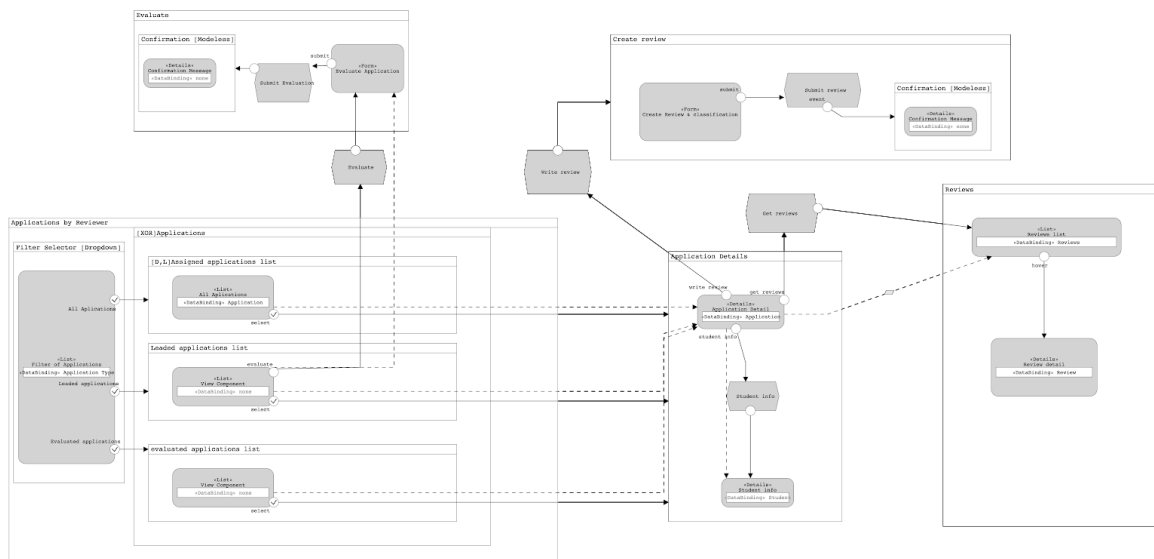 Evaluate
Confirmation [Modeless]
«Details»
Confirmation Message
«DataBinding» none
Submit Evaluation
submit
«Form»
Evaluate Application
Evaluate
Create review
«Form»
Create Review & classification
submit
Submit review
event
Confirmation [Modeless]
«Details»
Confirmation Message
«DataBinding» none
Write review
Get reviews
Reviews
«List»
Reviews list
«DataBinding» Reviews
hover
«Details»
Review detail
«DataBinding» Review
Applications by Reviewer
Filter Selector [Dropdown]
«List»
Filter of Applications
«DataBinding» Application Type
All Aplications
Loaded applications
Evaluated applications
[XOR]Applications
[D,L]Assigned applications list
«List»
All Aplications
«DataBinding» Application
select
Loaded applications list
«List»
View Component
«DataBinding» none
evaluate
select
evaluated applications list
«List»
View Component
«DataBinding» none
select
Application Details
write review
get reviews
«Details»
Application Detail
«DataBinding» Application
student info
Student info
«Details»
Student info
«DataBinding» Student